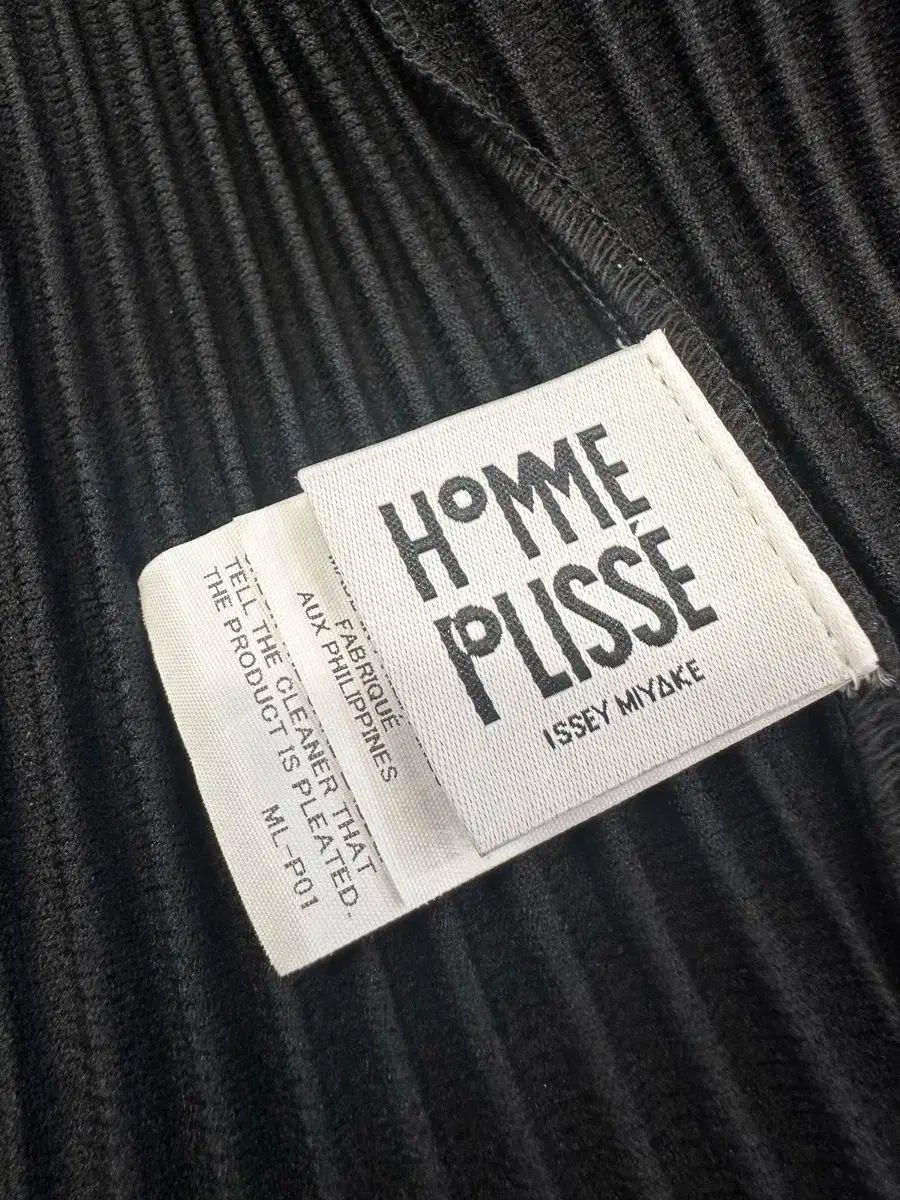 HOMME
PLISSÉ
ISSEY MIYAKE
FABRIQUÉ
AUX PHILIPPINES
TELL THE CLEANER THAT
THE PRODUCT IS PLEATED.
ML-P01